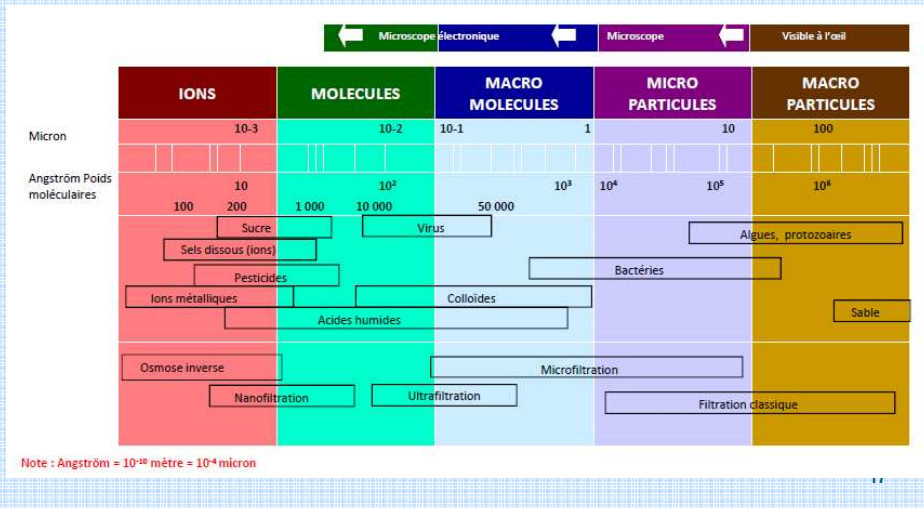 Microscope électronique Microscope Visible à l'œil
IONS MOLECULES MACRO MOLECULES MICRO PARTICULES MACRO PARTICULES
Micron 10-3 10-2 10-1 1 10 100
Angström Poids moléculaires 10 10² 10³ 10⁴ 10⁵ 10⁶
100 200 1 000 10 000 50 000
Sucre Virus Algues, protozoaires
Sels dissous (ions)
Pesticides Bactéries
Ions métalliques Colloïdes
Acides humides Sable
Osmose inverse Microfiltration
Nanofiltration Ultrafiltration Filtration classique
Note : Angström = 10⁻¹⁰ mètre = 10⁻⁴ micron